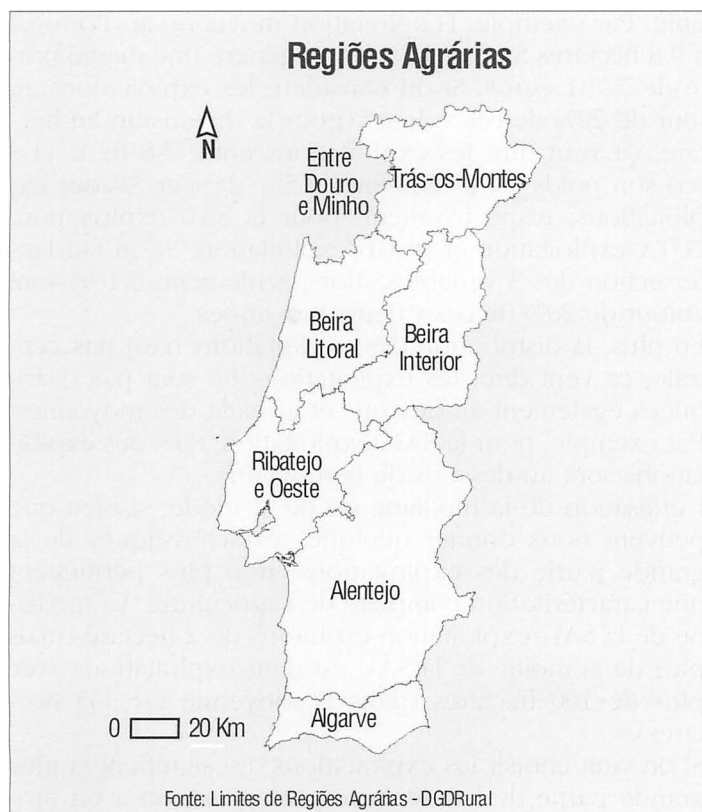 Regiões Agrárias
N
Entre
Douro
e Minho
Trás-os-Montes
Beira
Litoral
Beira
Interior
Ribatejo
e Oeste
Alentejo
Algarve
0 20 Km
Fonte: Limites de Regiões Agrárias - DGDRural